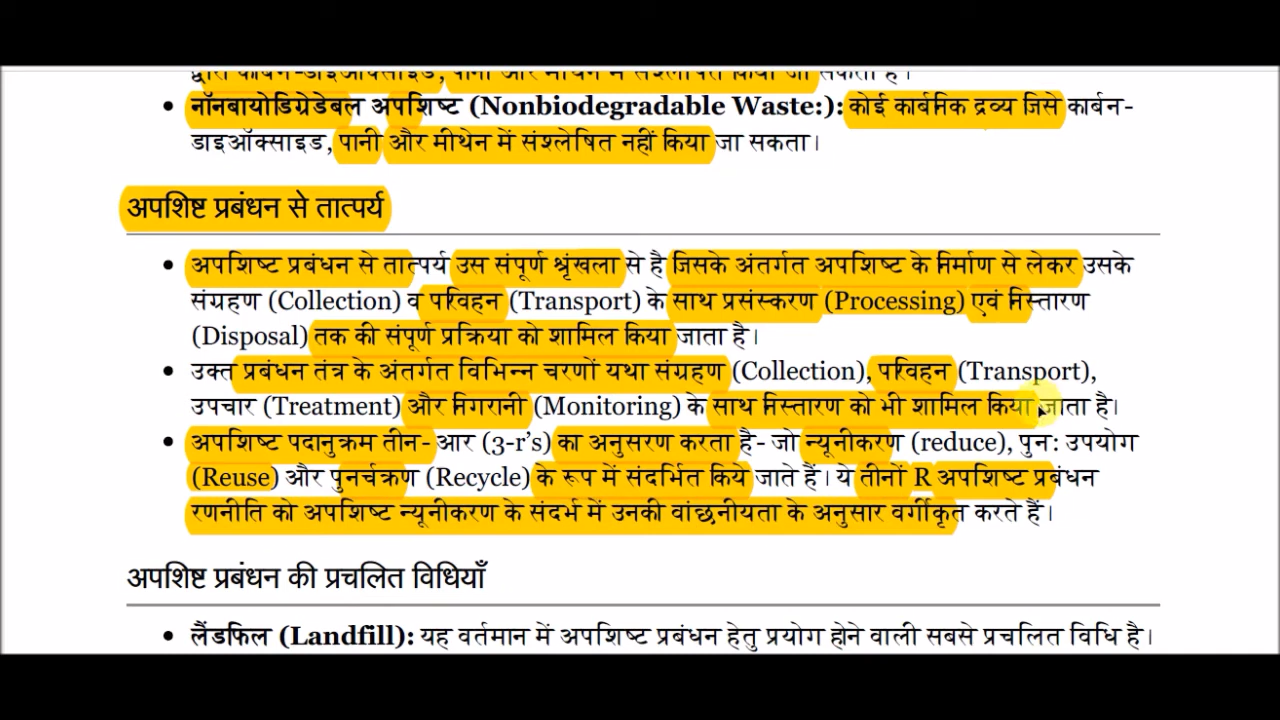 द्वारा कार्बन-डाइऑक्साइड, पानी और मीथेन में संश्लेषित किया जा सकता है।
• नॉनबायोडिग्रेडेबल अपशिष्ट (Nonbiodegradable Waste:): कोई कार्बनिक द्रव्य जिसे कार्बन-
डाइऑक्साइड, पानी और मीथेन में संश्लेषित नहीं किया जा सकता।
अपशिष्ट प्रबंधन से तात्पर्य
• अपशिष्ट प्रबंधन से तात्पर्य उस संपूर्ण श्रृंखला से है जिसके अंतर्गत अपशिष्ट के निर्माण से लेकर उसके
संग्रहण (Collection) व परिवहन (Transport) के साथ प्रसंस्करण (Processing) एवं निस्तारण
(Disposal) तक की संपूर्ण प्रक्रिया को शामिल किया जाता है।
• उक्त प्रबंधन तंत्र के अंतर्गत विभिन्न चरणों यथा संग्रहण (Collection), परिवहन (Transport),
उपचार (Treatment) और निगरानी (Monitoring) के साथ निस्तारण को भी शामिल किया जाता है।
• अपशिष्ट पदानुक्रम तीन- आर (3-r’s) का अनुसरण करता है- जो न्यूनीकरण (reduce), पुन: उपयोग
(Reuse) और पुनर्चक्रण (Recycle) के रूप में संदर्भित किये जाते हैं। ये तीनों R अपशिष्ट प्रबंधन
रणनीति को अपशिष्ट न्यूनीकरण के संदर्भ में उनकी वांछनीयता के अनुसार वर्गीकृत करते हैं।
अपशिष्ट प्रबंधन की प्रचलित विधियाँ
• लैंडफिल (Landfill): यह वर्तमान में अपशिष्ट प्रबंधन हेतु प्रयोग होने वाली सबसे प्रचलित विधि है।